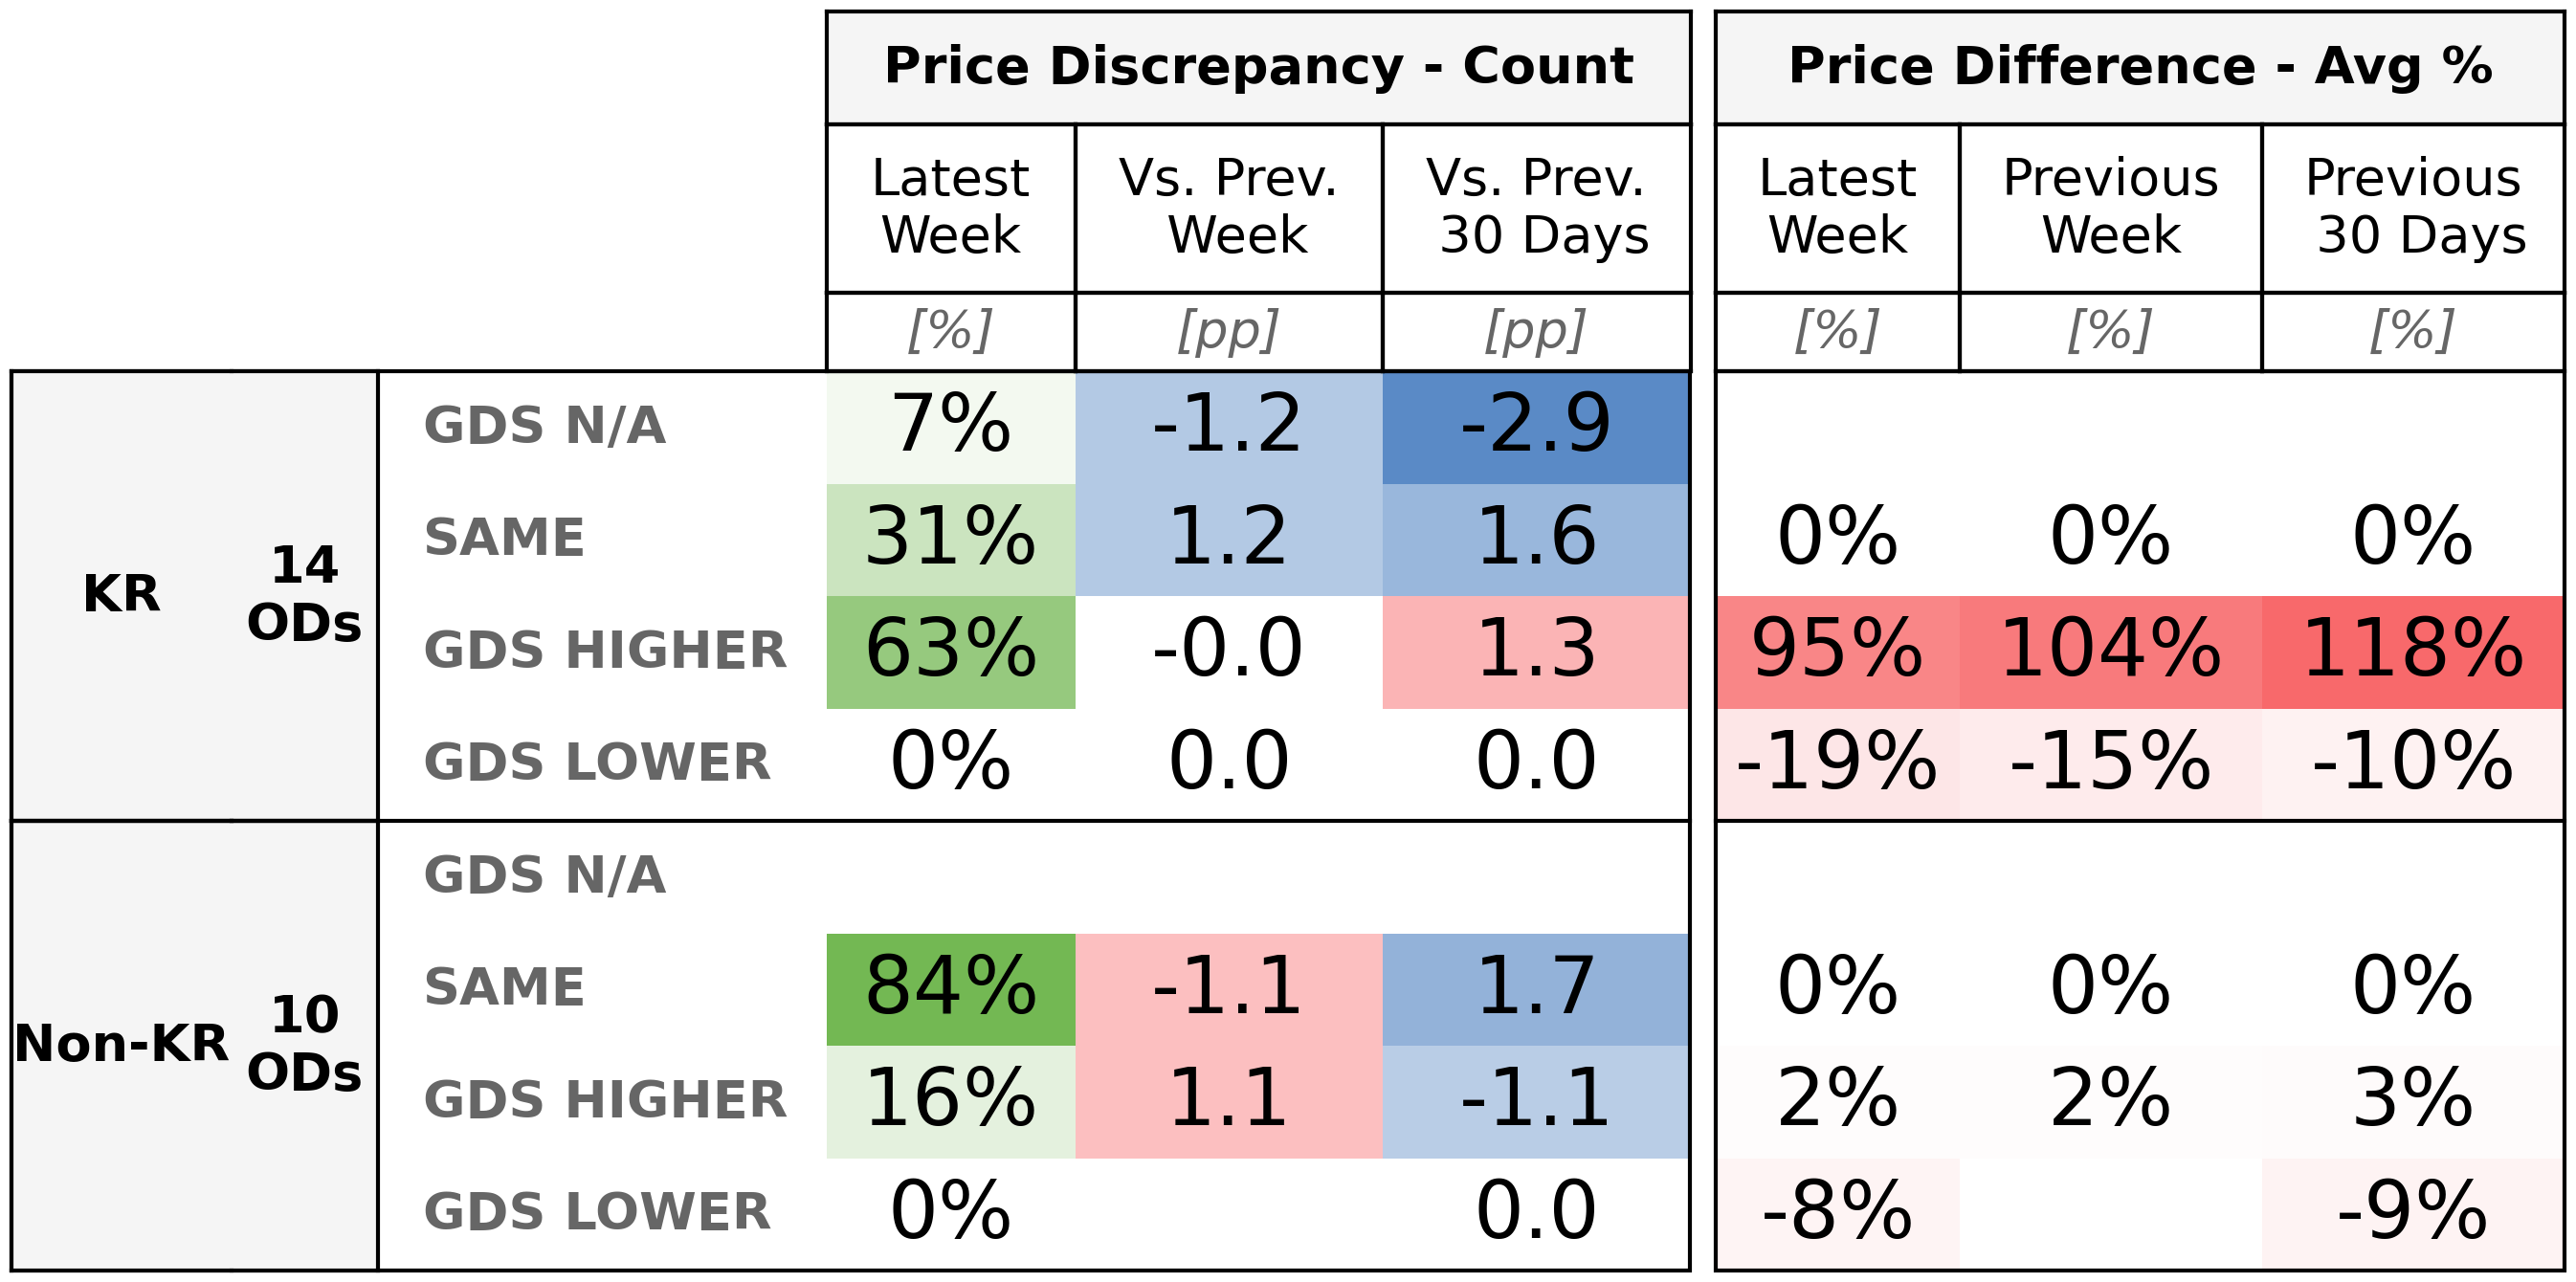 Price Discrepancy - Count Price Difference - Avg %
Latest Week Vs. Prev. Week Vs. Prev. 30 Days Latest Week Previous Week Previous 30 Days
[%] [pp] [pp] [%] [%] [%]
KR 14 ODs
GDS N/A 7% -1.2 -2.9
SAME 31% 1.2 1.6 0% 0% 0%
GDS HIGHER 63% -0.0 1.3 95% 104% 118%
GDS LOWER 0% 0.0 0.0 -19% -15% -10%
Non-KR 10 ODs
GDS N/A
SAME 84% -1.1 1.7 0% 0% 0%
GDS HIGHER 16% 1.1 -1.1 2% 2% 3%
GDS LOWER 0% 0.0 -8% -9%